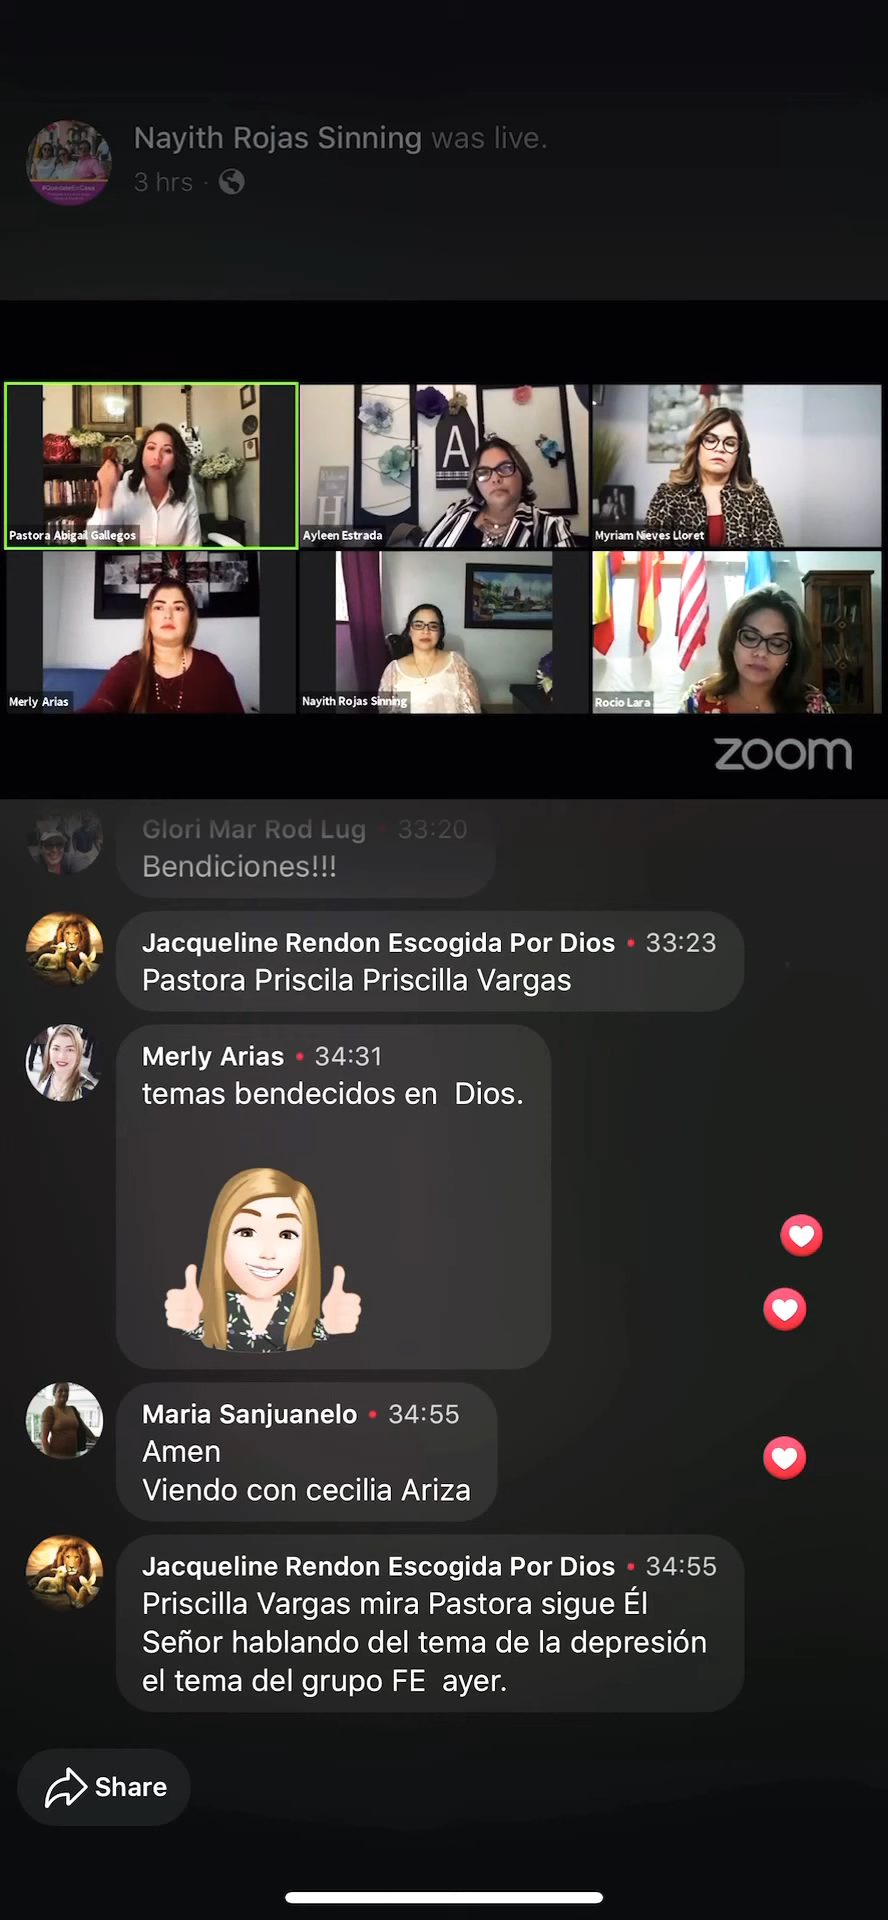 Nayith Rojas Sinning was live.
3 hrs ·
#QuedateEnCasa
A
H
Pastora Abigail Gallegos
Ayleen Estrada
Myriam Nieves Lloret
Merly Arias
Nayith Rojas Sinning
Rocio Lara
zoom
Glori Mar Rod Lug • 33:20
Bendiciones!!!
Jacqueline Rendon Escogida Por Dios • 33:23
Pastora Priscila Priscilla Vargas
Merly Arias • 34:31
temas bendecidos en Dios.
Maria Sanjuanelo • 34:55
Amen
Viendo con cecilia Ariza
Jacqueline Rendon Escogida Por Dios • 34:55
Priscilla Vargas mira Pastora sigue Él
Señor hablando del tema de la depresión
el tema del grupo FE ayer.
Share